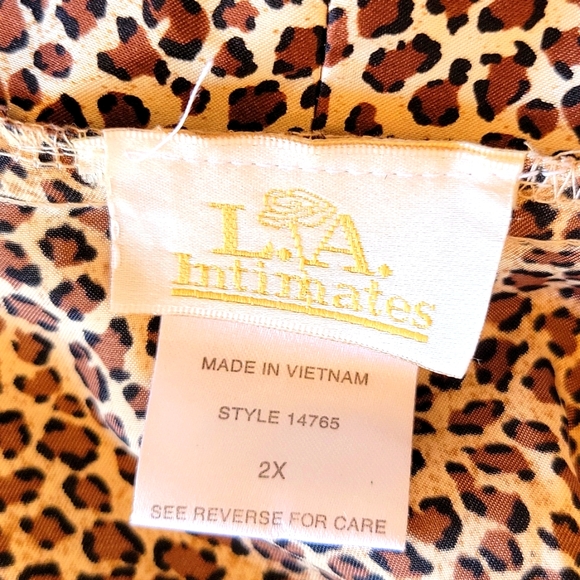 L.A.
Intimates
MADE IN VIETNAM
STYLE 14765
2X
SEE REVERSE FOR CARE